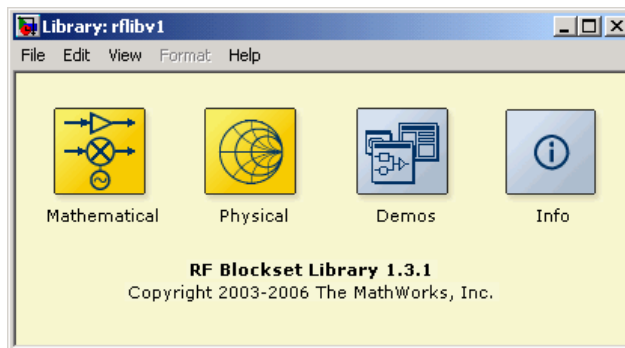 Library: rflibv1
File Edit View Format Help
Mathematical Physical Demos Info
RF Blockset Library 1.3.1
Copyright 2003-2006 The MathWorks, Inc.